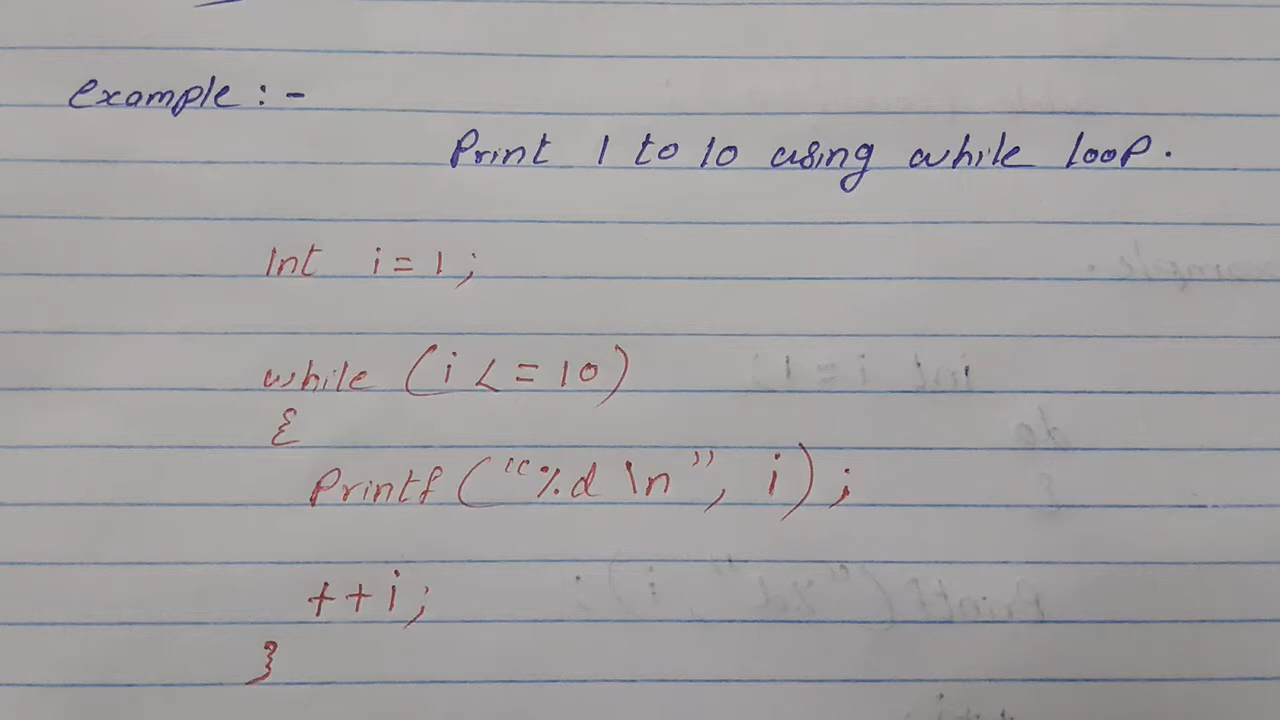 example :-
Print 1 to 10 using while loop.
int i = 1;
while (i <= 10)
{
printf ("%d \n", i);
++i;
}